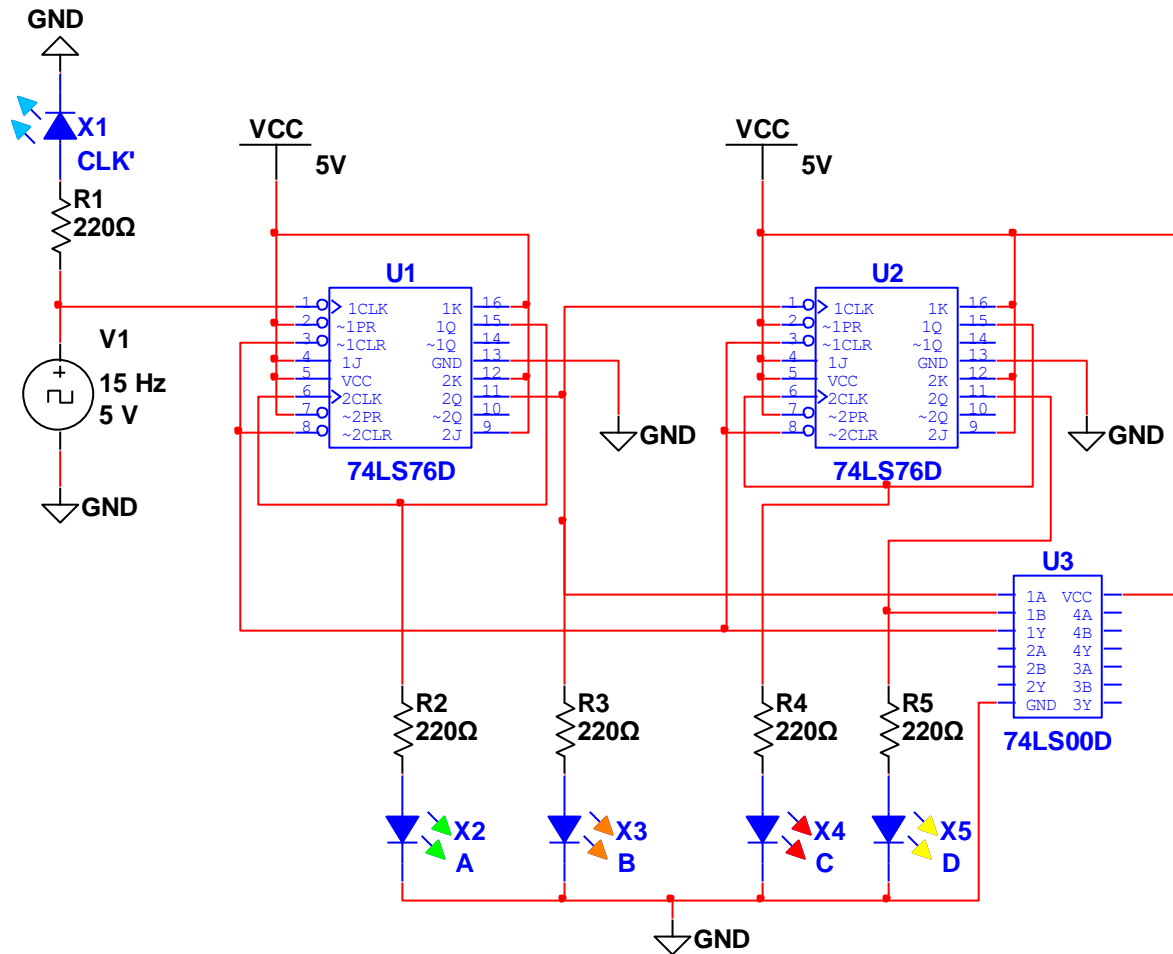 GND
X1
CLK'
R1
220Ω
V1
15 Hz
5 V
GND
VCC
5V
U1
1 1CLK 1K 16
2 ~1PR 1Q 15
3 ~1CLR ~1Q 14
4 1J GND 13
5 VCC 2K 12
6 2CLK 2Q 11
7 ~2PR ~2Q 10
8 ~2CLR 2J 9
74LS76D
GND
VCC
5V
U2
1 1CLK 1K 16
2 ~1PR 1Q 15
3 ~1CLR ~1Q 14
4 1J GND 13
5 VCC 2K 12
6 2CLK 2Q 11
7 ~2PR ~2Q 10
8 ~2CLR 2J 9
74LS76D
GND
U3
1A VCC
1B 4A
1Y 4B
2A 4Y
2B 3A
2Y 3B
GND 3Y
74LS00D
R2
220Ω
R3
220Ω
R4
220Ω
R5
220Ω
X2
A
X3
B
X4
C
X5
D
GND